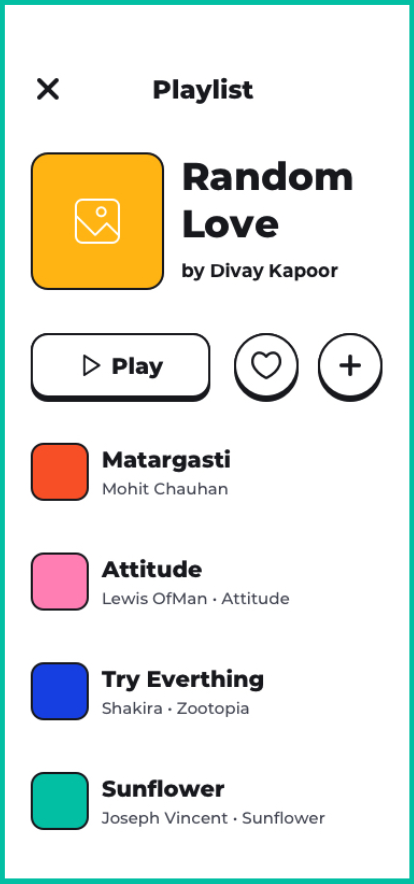 Playlist
Random
Love
by Divay Kapoor
Play
Matargasti
Mohit Chauhan
Attitude
Lewis OfMan • Attitude
Try Everthing
Shakira • Zootopia
Sunflower
Joseph Vincent • Sunflower